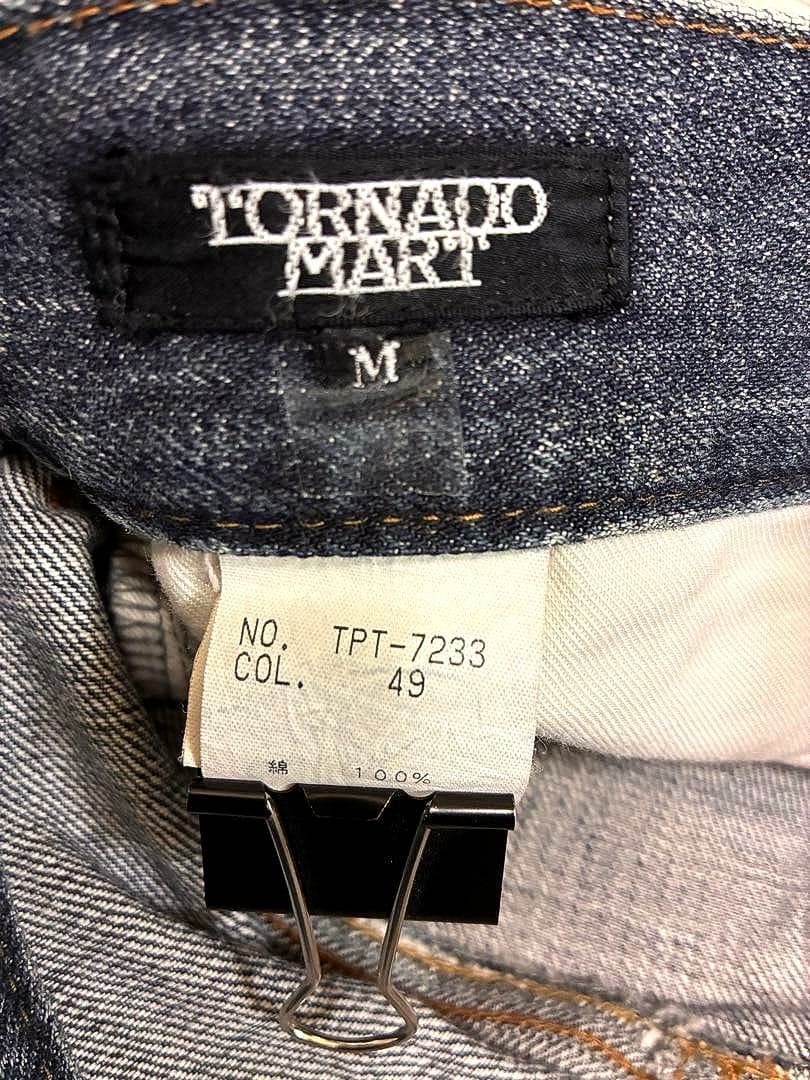 TORNADO
MART
M
NO. TPT-7233
COL. 49
綿 100%